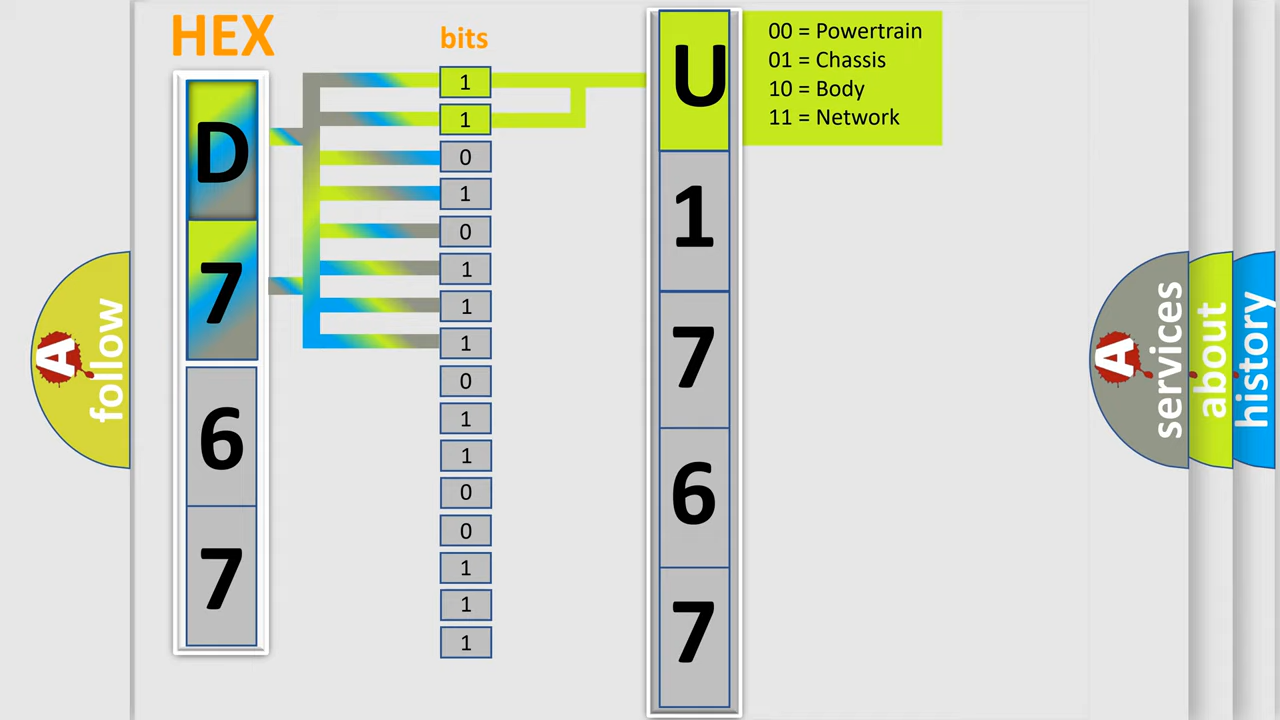 HEX
bits
D
7
6
7
1
1
0
1
0
1
1
1
0
1
1
0
0
1
1
1
U
1
7
6
7
00 = Powertrain
01 = Chassis
10 = Body
11 = Network
A follow
A services
about
history